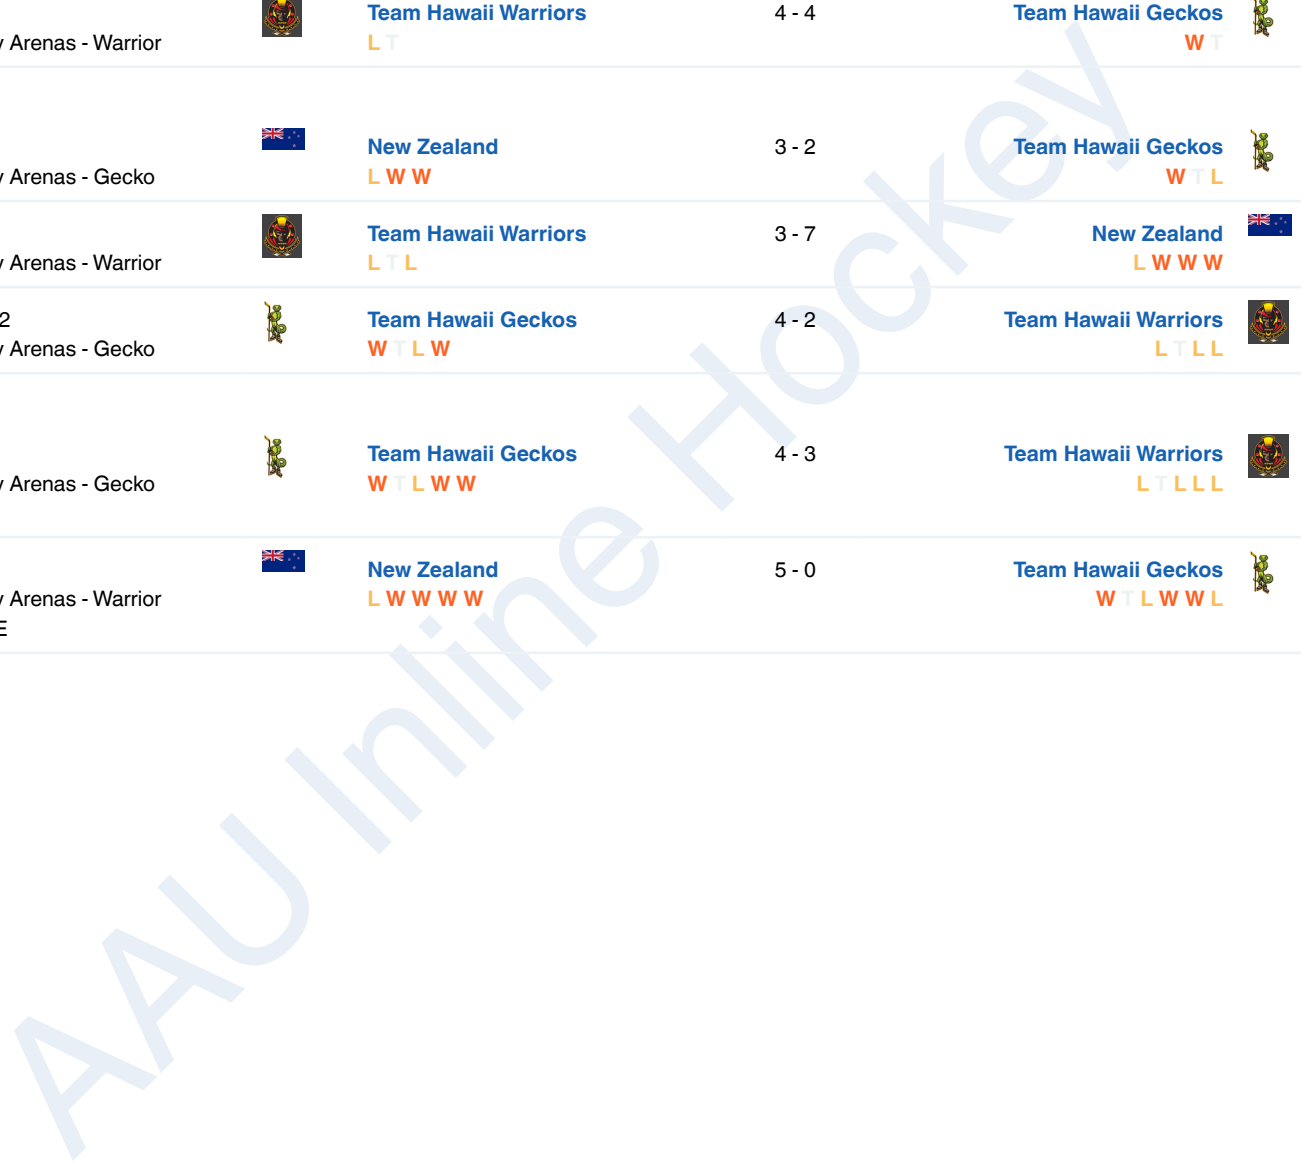 Team Hawaii Warriors 4 - 4 Team Hawaii Geckos
Arenas - Warrior L T W T
New Zealand 3 - 2 Team Hawaii Geckos
Arenas - Gecko L W W W T L
Team Hawaii Warriors 3 - 7 New Zealand
Arenas - Warrior L T L L W W W
2 Team Hawaii Geckos 4 - 2 Team Hawaii Warriors
Arenas - Gecko W T L W L T L L
Team Hawaii Geckos 4 - 3 Team Hawaii Warriors
Arenas - Gecko W T L W W L T L L L
New Zealand 5 - 0 Team Hawaii Geckos
Arenas - Warrior L W W W W W T L W W L
E
AAU Inline Hockey